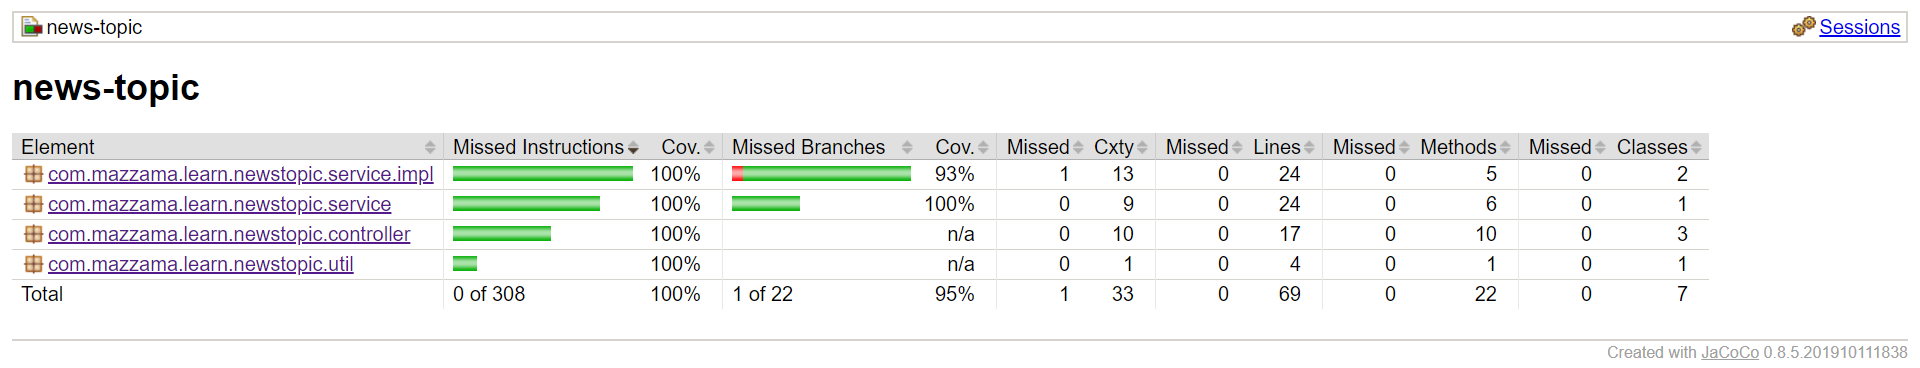 news-topic Sessions
news-topic
Element Missed Instructions Cov. Missed Branches Cov. Missed Cxty Missed Lines Missed Methods Missed Classes
com.mazzama.learn.newstopic.service.impl 100% 93% 1 13 0 24 0 5 0 2
com.mazzama.learn.newstopic.service 100% 100% 0 9 0 24 0 6 0 1
com.mazzama.learn.newstopic.controller 100% n/a 0 10 0 17 0 10 0 3
com.mazzama.learn.newstopic.util 100% n/a 0 1 0 4 0 1 0 1
Total 0 of 308 100% 1 of 22 95% 1 33 0 69 0 22 0 7
Created with JaCoCo 0.8.5.201910111838